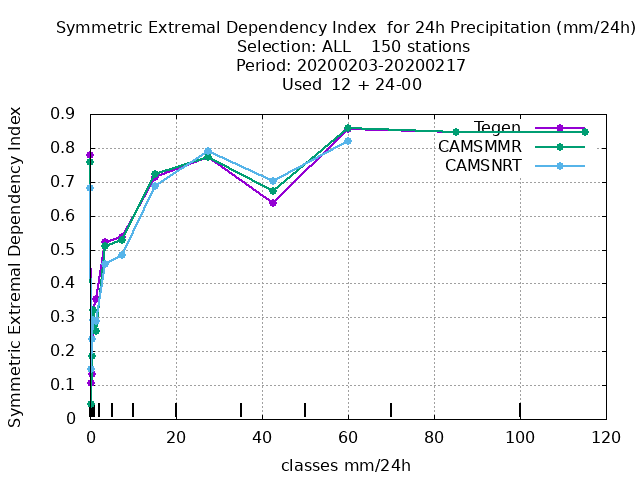 Symmetric Extremal Dependency Index  for 24h Precipitation (mm/24h)
Selection: ALL    150 stations
Period: 20200203-20200217
Used  12 + 24-00
Symmetric Extremal Dependency Index
0.9
0.8
0.7
0.6
0.5
0.4
0.3
0.2
0.1
0
Tegen
CAMSMMR
CAMSNRT
0 20 40 60 80 100 120
classes mm/24h